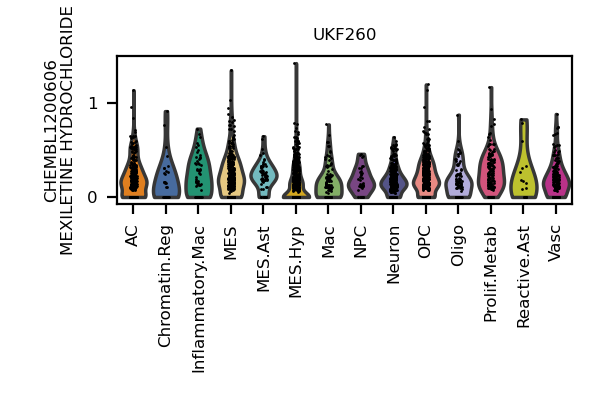 UKF260
CHEMBL1200606
MEXILETINE HYDROCHLORIDE
1
0
AC
Chromatin.Reg
Inflammatory.Mac
MES
MES.Ast
MES.Hyp
Mac
NPC
Neuron
OPC
Oligo
Prolif.Metab
Reactive.Ast
Vasc